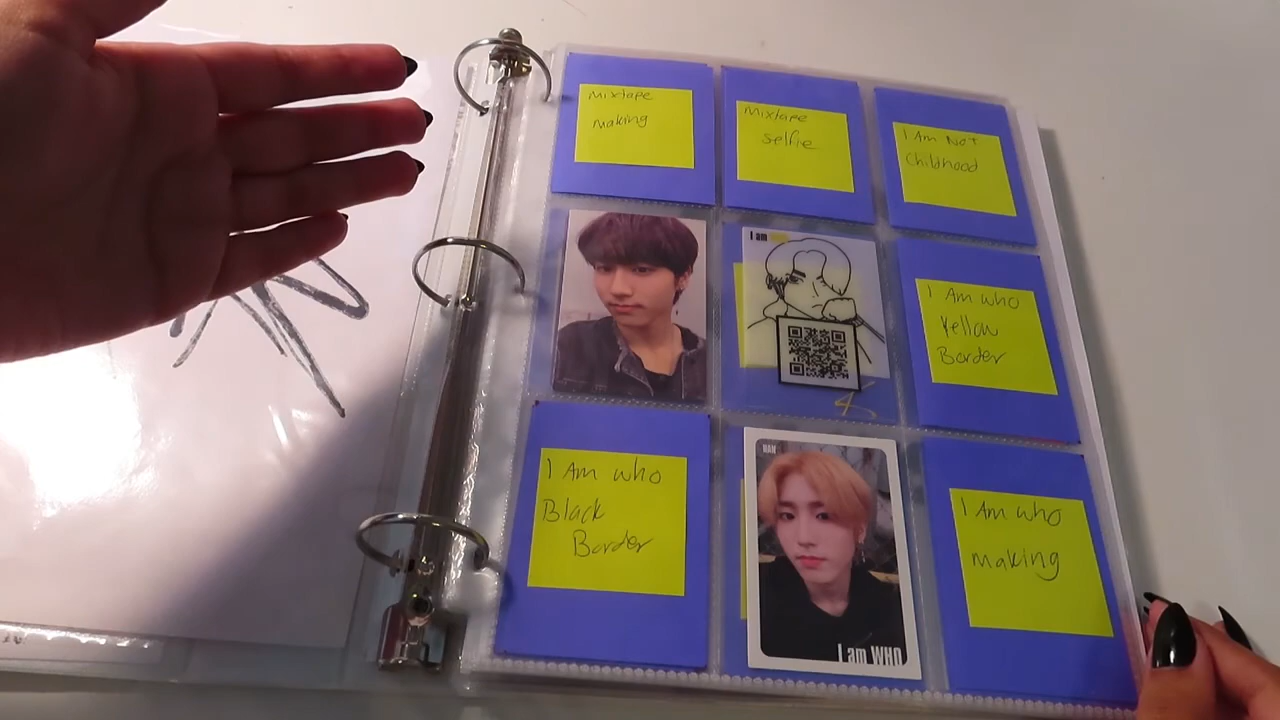 Mixtape
making
Mixtape
selfie
I Am NOT
Childhood
I am
I Am who
Yellow
Border
I Am who
Black
Border
HAN
I am WHO
I Am who
making